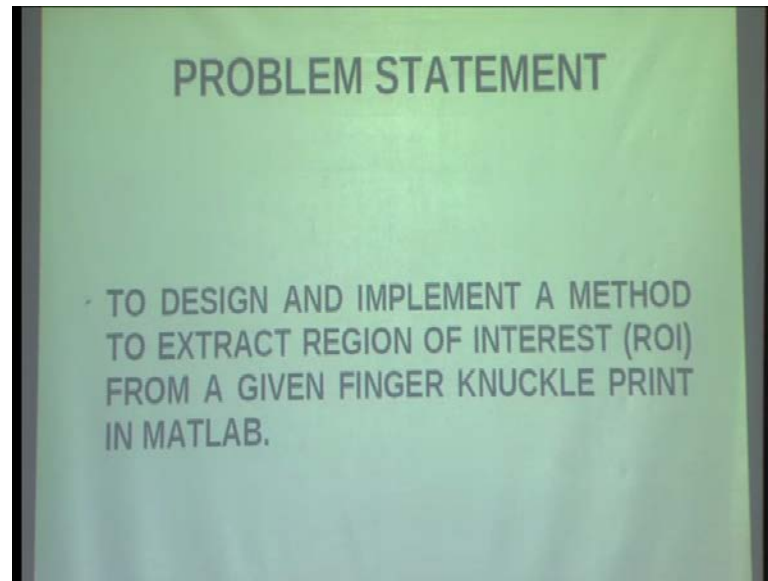 PROBLEM STATEMENT
· TO DESIGN AND IMPLEMENT A METHOD
TO EXTRACT REGION OF INTEREST (ROI)
FROM A GIVEN FINGER KNUCKLE PRINT
IN MATLAB.